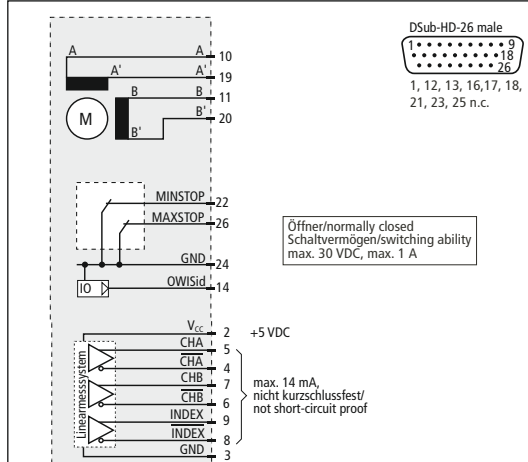 DSub-HD-26 male
1 9
18
26
1, 12, 13, 16,17, 18,
21, 23, 25 n.c.
A A 10
A' A' 19
B B 11
B' B' 20
M
MINSTOP 22
MAXSTOP 26
GND 24
IO OWISid 14
Öffner/normally closed
Schaltvermögen/switching ability
max. 30 VDC, max. 1 A
Linearmesssystem
VCC 2 +5 VDC
CHA 5
C̅H̅A̅ 4
CHB 7
C̅H̅B̅ 6
INDEX 9
I̅N̅D̅E̅X̅ 8
GND 3
max. 14 mA,
nicht kurzschlussfest/
not short-circuit proof